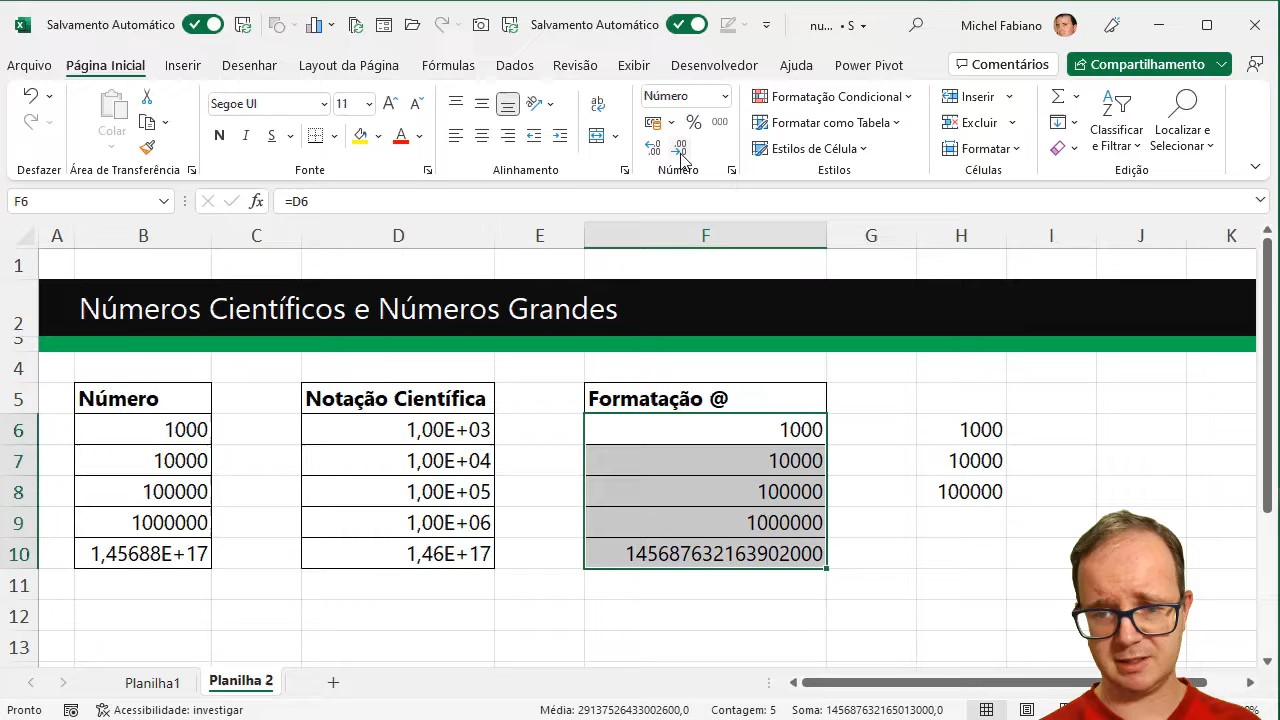 Salvamento Automático
Salvamento Automático
nu... • S
Michel Fabiano
Arquivo
Página Inicial
Inserir
Desenhar
Layout da Página
Fórmulas
Dados
Revisão
Exibir
Desenvolvedor
Ajuda
Power Pivot
Comentários
Compartilhamento
Colar
Desfazer
Área de Transferência
Segoe UI
11
N
I
S
Fonte
Alinhamento
Número
%
000
Número
Formatação Condicional
Formatar como Tabela
Estilos de Célula
Estilos
Inserir
Excluir
Formatar
Células
Classificar
e Filtrar
Localizar e
Selecionar
Edição
F6
fx
=D6
A B C D E F G H I J K
1
2
3
4
5
6
7
8
9
10
11
12
13
Números Científicos e Números Grandes
Número
1000
10000
100000
1000000
1,45688E+17
Notação Científica
1,00E+03
1,00E+04
1,00E+05
1,00E+06
1,46E+17
Formatação @
1000
10000
100000
1000000
145687632163902000
1000
10000
100000
Planilha1
Planilha 2
Pronto
Acessibilidade: investigar
Média: 29137526433002600,0
Contagem: 5
Soma: 145687632165013000,0